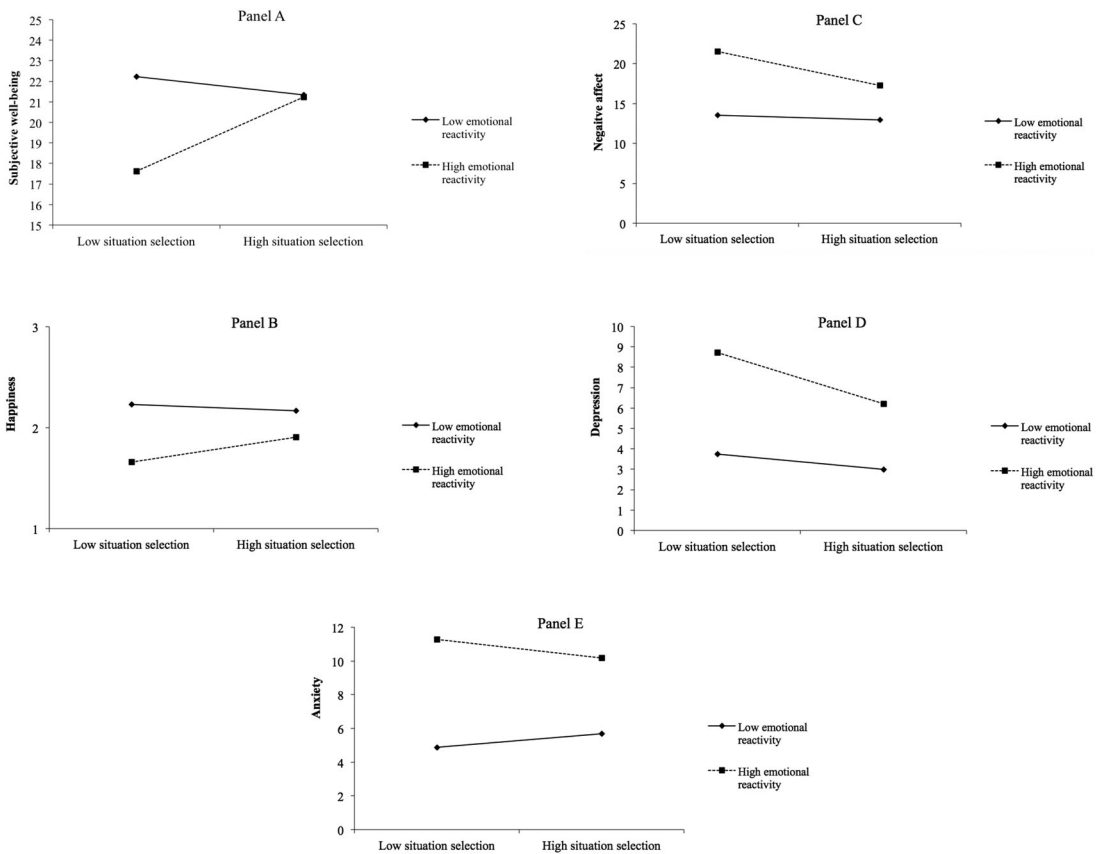 Panel A
25
24
23
22
21
20
19
18
17
16
15
Subjective well-being
Low situation selection
High situation selection
Low emotional
reactivity
High emotional
reactivity
Panel C
25
20
15
10
5
0
Negaitve affect
Low situation selection
High situation selection
Low emotional
reactivity
High emotional
reactivity
Panel B
3
2
1
Happiness
Low situation selection
High situation selection
Low emotional
reactivity
High emotional
reactivity
Panel D
10
9
8
7
6
5
4
3
2
1
0
Depression
Low situation selection
High situation selection
Low emotional
reactivity
High emotional
reactivity
Panel E
12
10
8
6
4
2
0
Anxiety
Low situation selection
High situation selection
Low emotional
reactivity
High emotional
reactivity